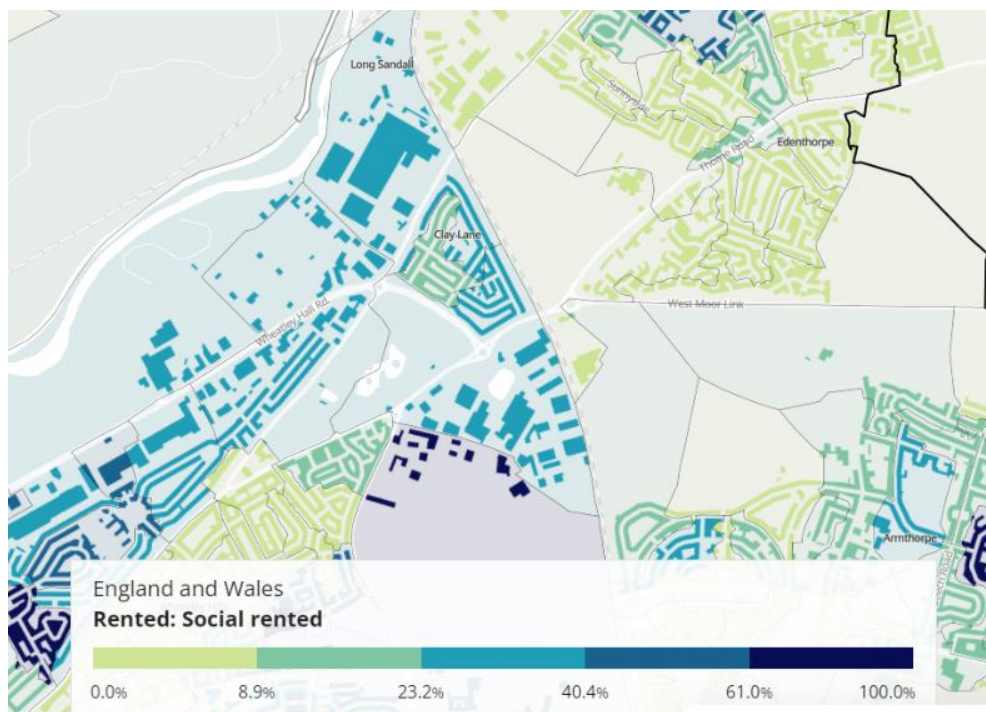 Long Sandall
Sunnyside
Thorne Road
Edenthorpe
Clay Lane
West Moor Link
Wheatley Hall Rd.
Armthorpe
England and Wales
Rented: Social rented
0.0%
8.9%
23.2%
40.4%
61.0%
100.0%